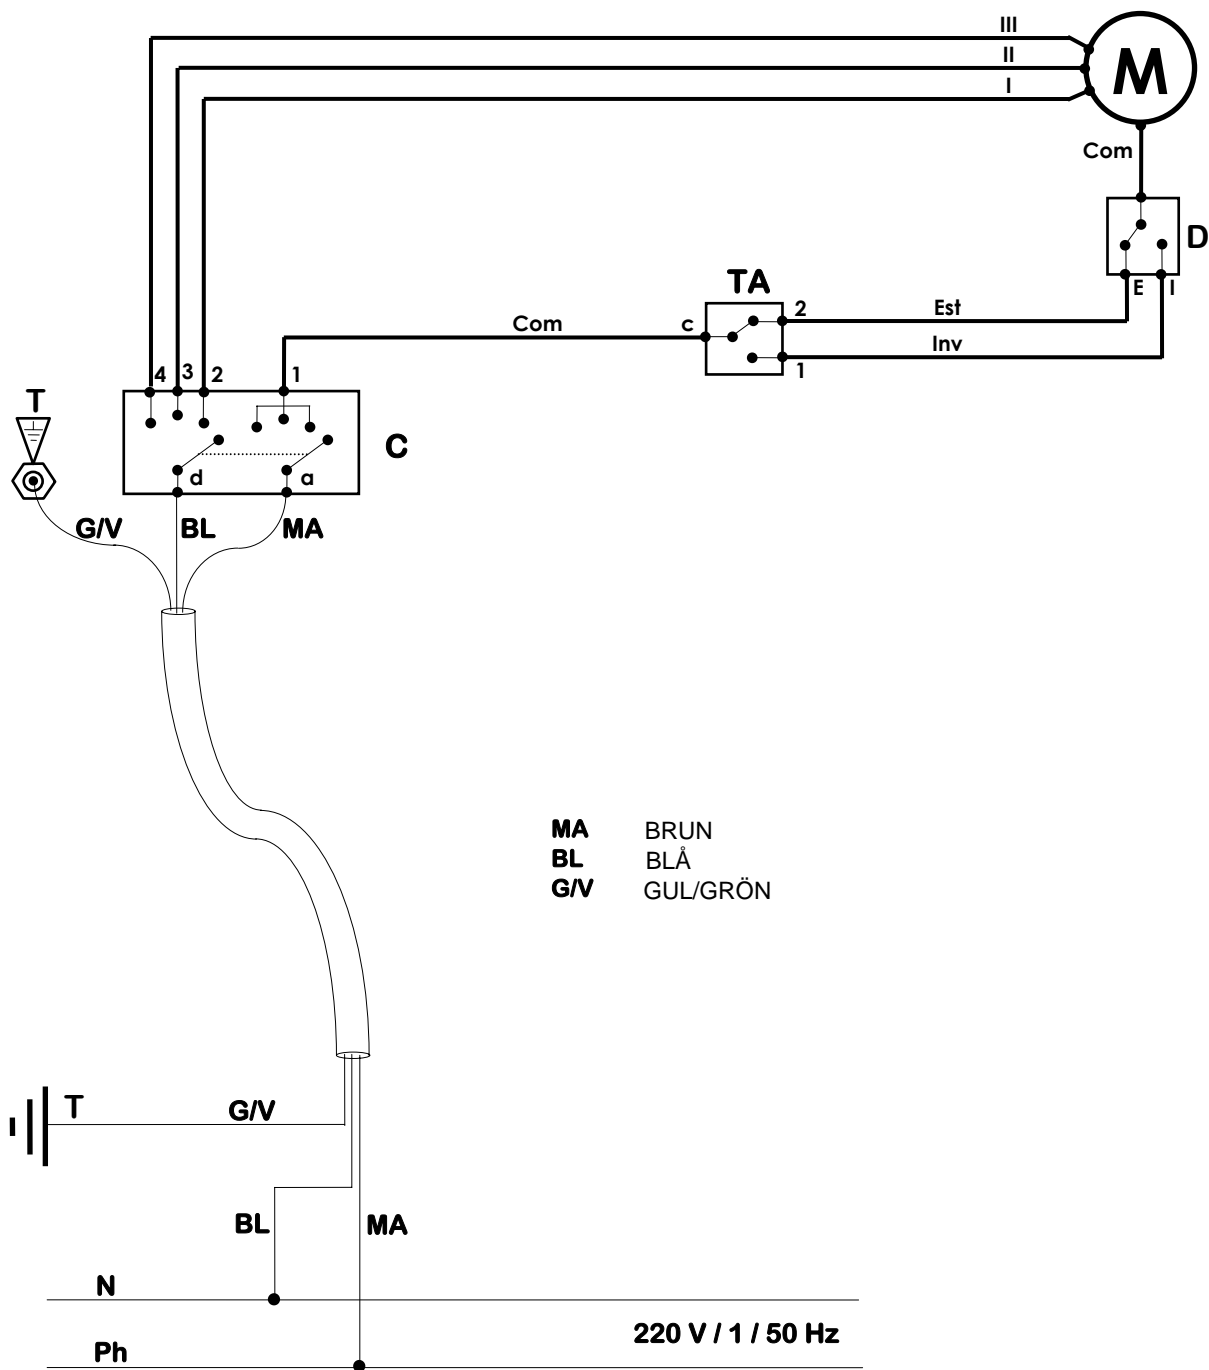 III
II
I
M
Com
D
E I
TA
2
Est
Com
c
Inv
1
4 3 2 1
T
C
d a
G/V BL MA
MA BRUN
BL BLÅ
G/V GUL/GRÖN
T G/V
BL MA
N
220 V / 1 / 50 Hz
Ph